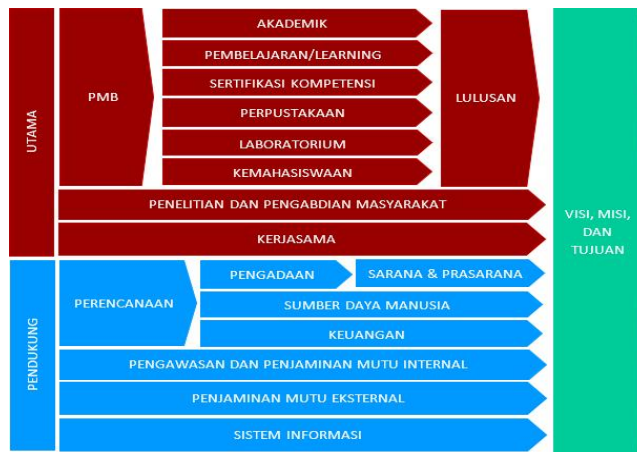 UTAMA
PMB
AKADEMIK
PEMBELAJARAN/LEARNING
SERTIFIKASI KOMPETENSI
PERPUSTAKAAN
LABORATORIUM
KEMAHASISWAAN
LULUSAN
PENELITIAN DAN PENGABDIAN MASYARAKAT
KERJASAMA
PENDUKUNG
PERENCANAAN
PENGADAAN
SARANA & PRASARANA
SUMBER DAYA MANUSIA
KEUANGAN
PENGAWASAN DAN PENJAMINAN MUTU INTERNAL
PENJAMINAN MUTU EKSTERNAL
SISTEM INFORMASI
VISI, MISI,
DAN
TUJUAN